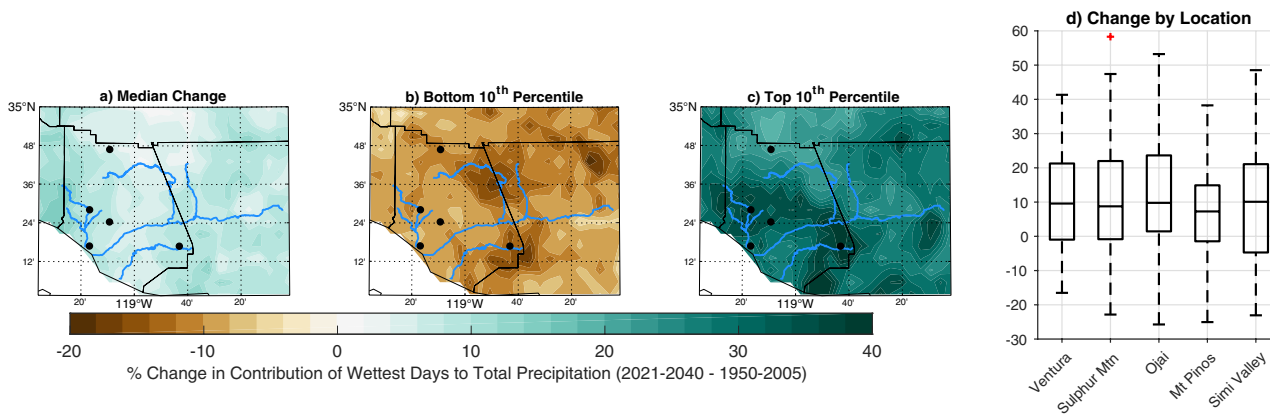 a) Median Change
35°N
48'
36'
24'
12'
20'
119°W
40'
20'
b) Bottom 10th Percentile
35°N
48'
36'
24'
12'
20'
119°W
40'
20'
c) Top 10th Percentile
35°N
48'
36'
24'
12'
20'
119°W
40'
20'
-20
-10
0
10
20
30
40
% Change in Contribution of Wettest Days to Total Precipitation (2021-2040 - 1950-2005)
d) Change by Location
60
50
40
30
20
10
0
-10
-20
-30
Ventura
Sulphur Mtn
Ojai
Mt Pinos
Simi Valley